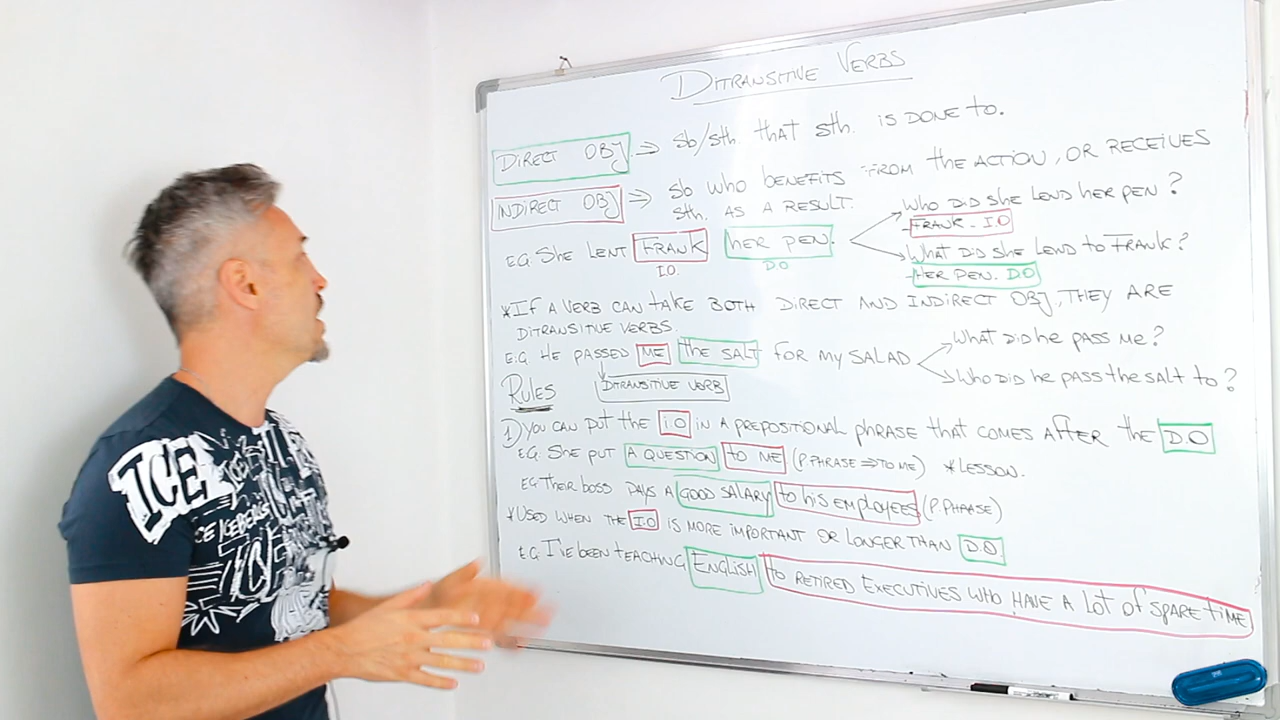 DITRANSITIVE VERBS
DIRECT OBJ ⇒ Sb/Sth. that sth. IS DONE to.
INDIRECT OBJ ⇒ Sb WHO BENEFITS FROM the ACTION, OR RECEIVES
Sth. AS A RESULT.
E.G. SHE LENT FRANK HER PEN.
I.O. D.O
WHO DID SHE LEND HER PEN?
-FRANK - I.O
What DID SHE LEND to FRANK?
-HER PEN. D.O
*IF A VERB CAN TAKE BOTH DIRECT AND INDIRECT OBJ, THEY ARE
DITRANSITIVE VERBS.
E.G HE PASSED ME the SALT FOR MY SALAD
What DID he PASS ME?
Who DiD he PASS the SALT to?
DITRANSITIVE VERB
RULES
1) YOU CAN PUT THE I.O IN A PREPOSITIONAL PHRASE that COMES AFTER the D.O
E.G. SHE PUT A QUESTION to ME (P.PHRASE ⇒ to ME) *LESSON.
E.G. THEIR BOSS PAYS A GOOD SALARY to his EMPLOYEES (P.PHRASE)
*USED WHEN THE I.O IS MORE IMPORTANT OR LONGER THAN D.O
E.G. I'VE BEEN TEACHING ENGLISH to RETIRED EXECUTIVES WHO HAVE A LOT OF SPARE TIME
ICE
ICEBERG